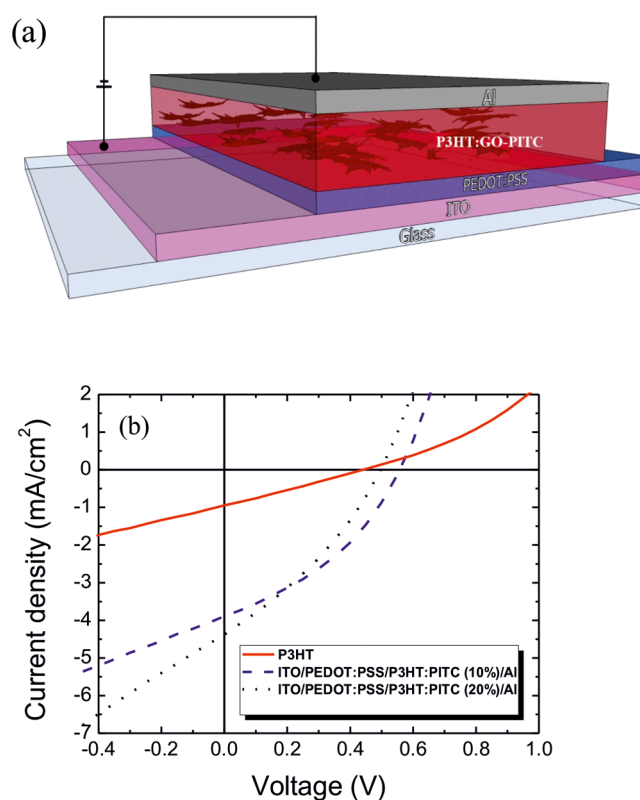 (a)
Al
P3HT:GO-PITC
PEDOT:PSS
ITO
Glass
(b)
2
1
0
-1
-2
-3
-4
-5
-6
-7
Current density (mA/cm²)
P3HT
ITO/PEDOT:PSS/P3HT:PITC (10%)/Al
ITO/PEDOT:PSS/P3HT:PITC (20%)/Al
-0.4 -0.2 0.0 0.2 0.4 0.6 0.8 1.0
Voltage (V)